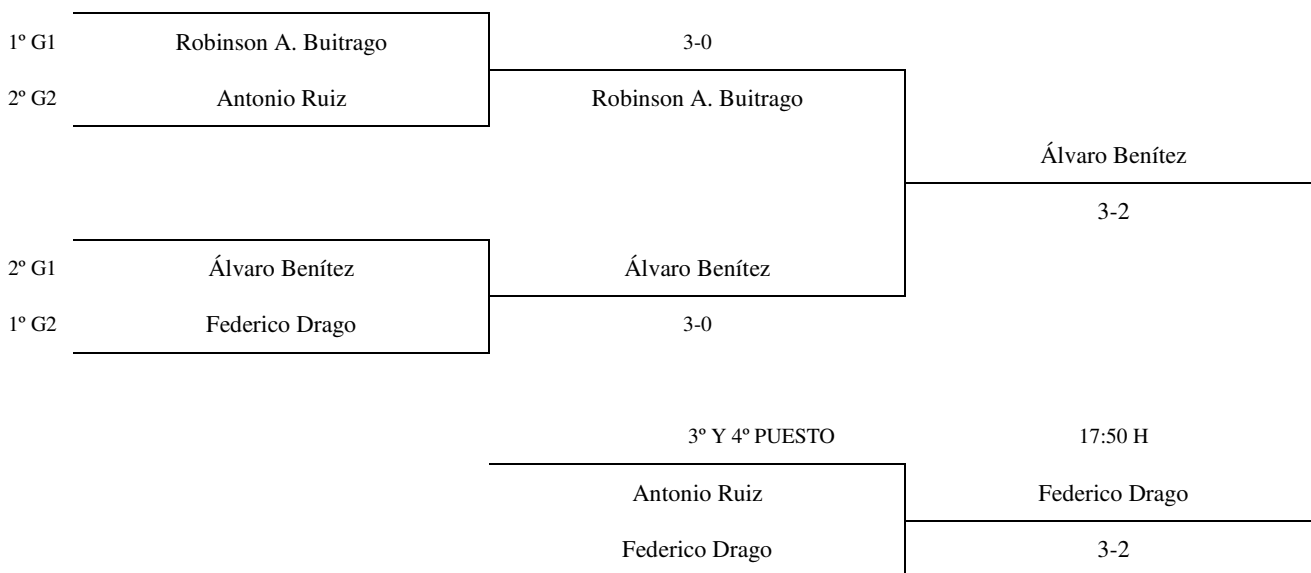 1º G1 Robinson A. Buitrago 3-0
2º G2 Antonio Ruiz Robinson A. Buitrago
Álvaro Benítez
3-2
2º G1 Álvaro Benítez Álvaro Benítez
1º G2 Federico Drago 3-0
3º Y 4º PUESTO 17:50 H
Antonio Ruiz Federico Drago
Federico Drago 3-2